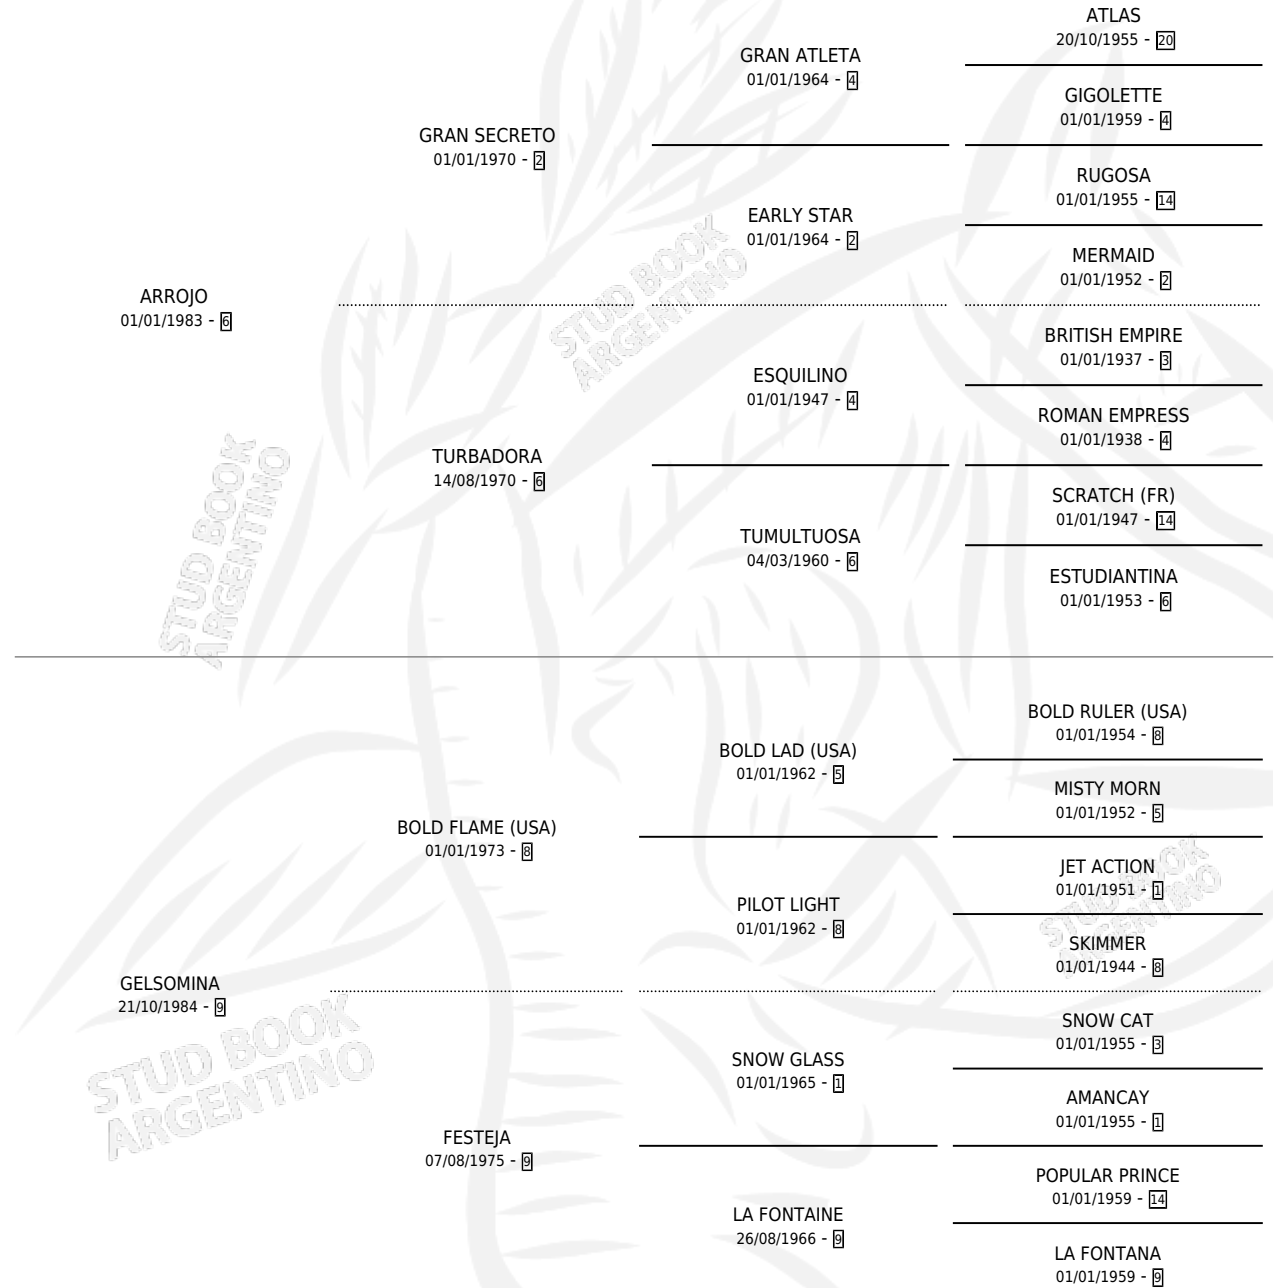 ATLAS
20/10/1955 - 20
GRAN ATLETA
01/01/1964 - 4
GIGOLETTE
01/01/1959 - 4
GRAN SECRETO
01/01/1970 - 2
RUGOSA
01/01/1955 - 14
EARLY STAR
01/01/1964 - 2
MERMAID
01/01/1952 - 2
ARROJO
01/01/1983 - 6
BRITISH EMPIRE
01/01/1937 - 3
ESQUILINO
01/01/1947 - 4
ROMAN EMPRESS
01/01/1938 - 4
TURBADORA
14/08/1970 - 6
SCRATCH (FR)
01/01/1947 - 14
TUMULTUOSA
04/03/1960 - 6
ESTUDIANTINA
01/01/1953 - 6
BOLD RULER (USA)
01/01/1954 - 8
BOLD LAD (USA)
01/01/1962 - 5
MISTY MORN
01/01/1952 - 5
BOLD FLAME (USA)
01/01/1973 - 8
JET ACTION
01/01/1951 - 1
PILOT LIGHT
01/01/1962 - 8
SKIMMER
01/01/1944 - 8
GELSOMINA
21/10/1984 - 9
SNOW CAT
01/01/1955 - 3
SNOW GLASS
01/01/1965 - 1
AMANCAY
01/01/1955 - 1
FESTEJA
07/08/1975 - 9
POPULAR PRINCE
01/01/1959 - 14
LA FONTAINE
26/08/1966 - 9
LA FONTANA
01/01/1959 - 9
STUD BOOK
ARGENTINO
STUD BOOK
ARGENTINO
STUD BOOK
ARGENTINO
STUD BOOK
ARGENTINO